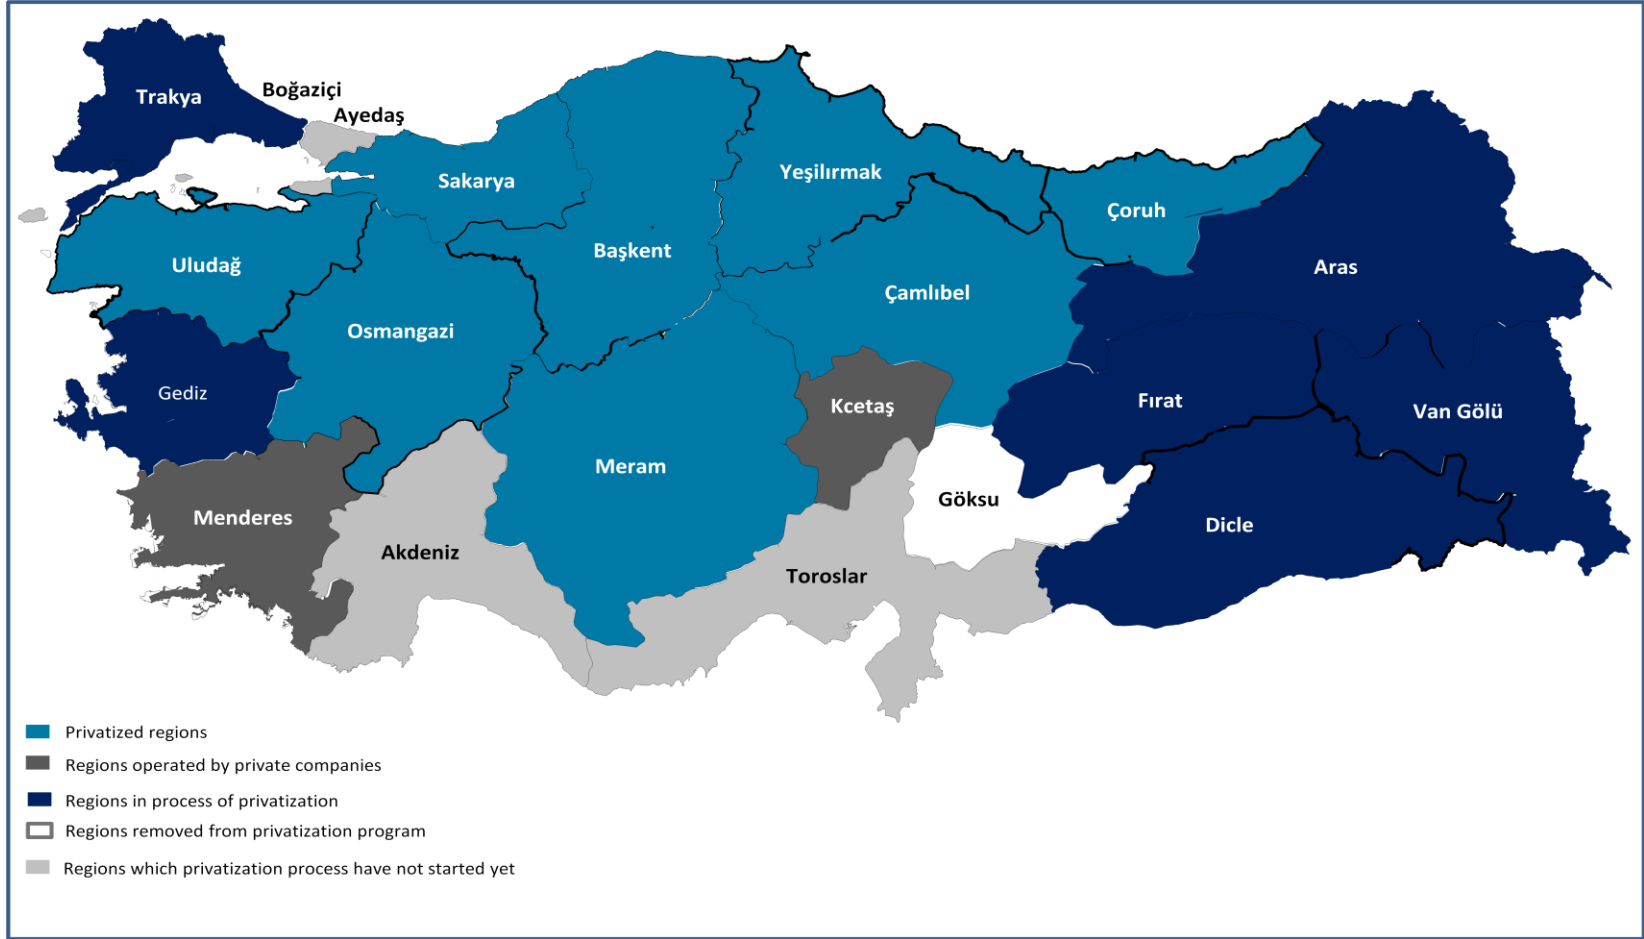 Trakya
Boğaziçi
Ayedaş
Sakarya
Yeşilırmak
Çoruh
Uludağ
Başkent
Aras
Çamlıbel
Osmangazi
Gediz
Kcetaş
Fırat
Van Gölü
Meram
Göksu
Menderes
Dicle
Akdeniz
Toroslar
Privatized regions
Regions operated by private companies
Regions in process of privatization
Regions removed from privatization program
Regions which privatization process have not started yet